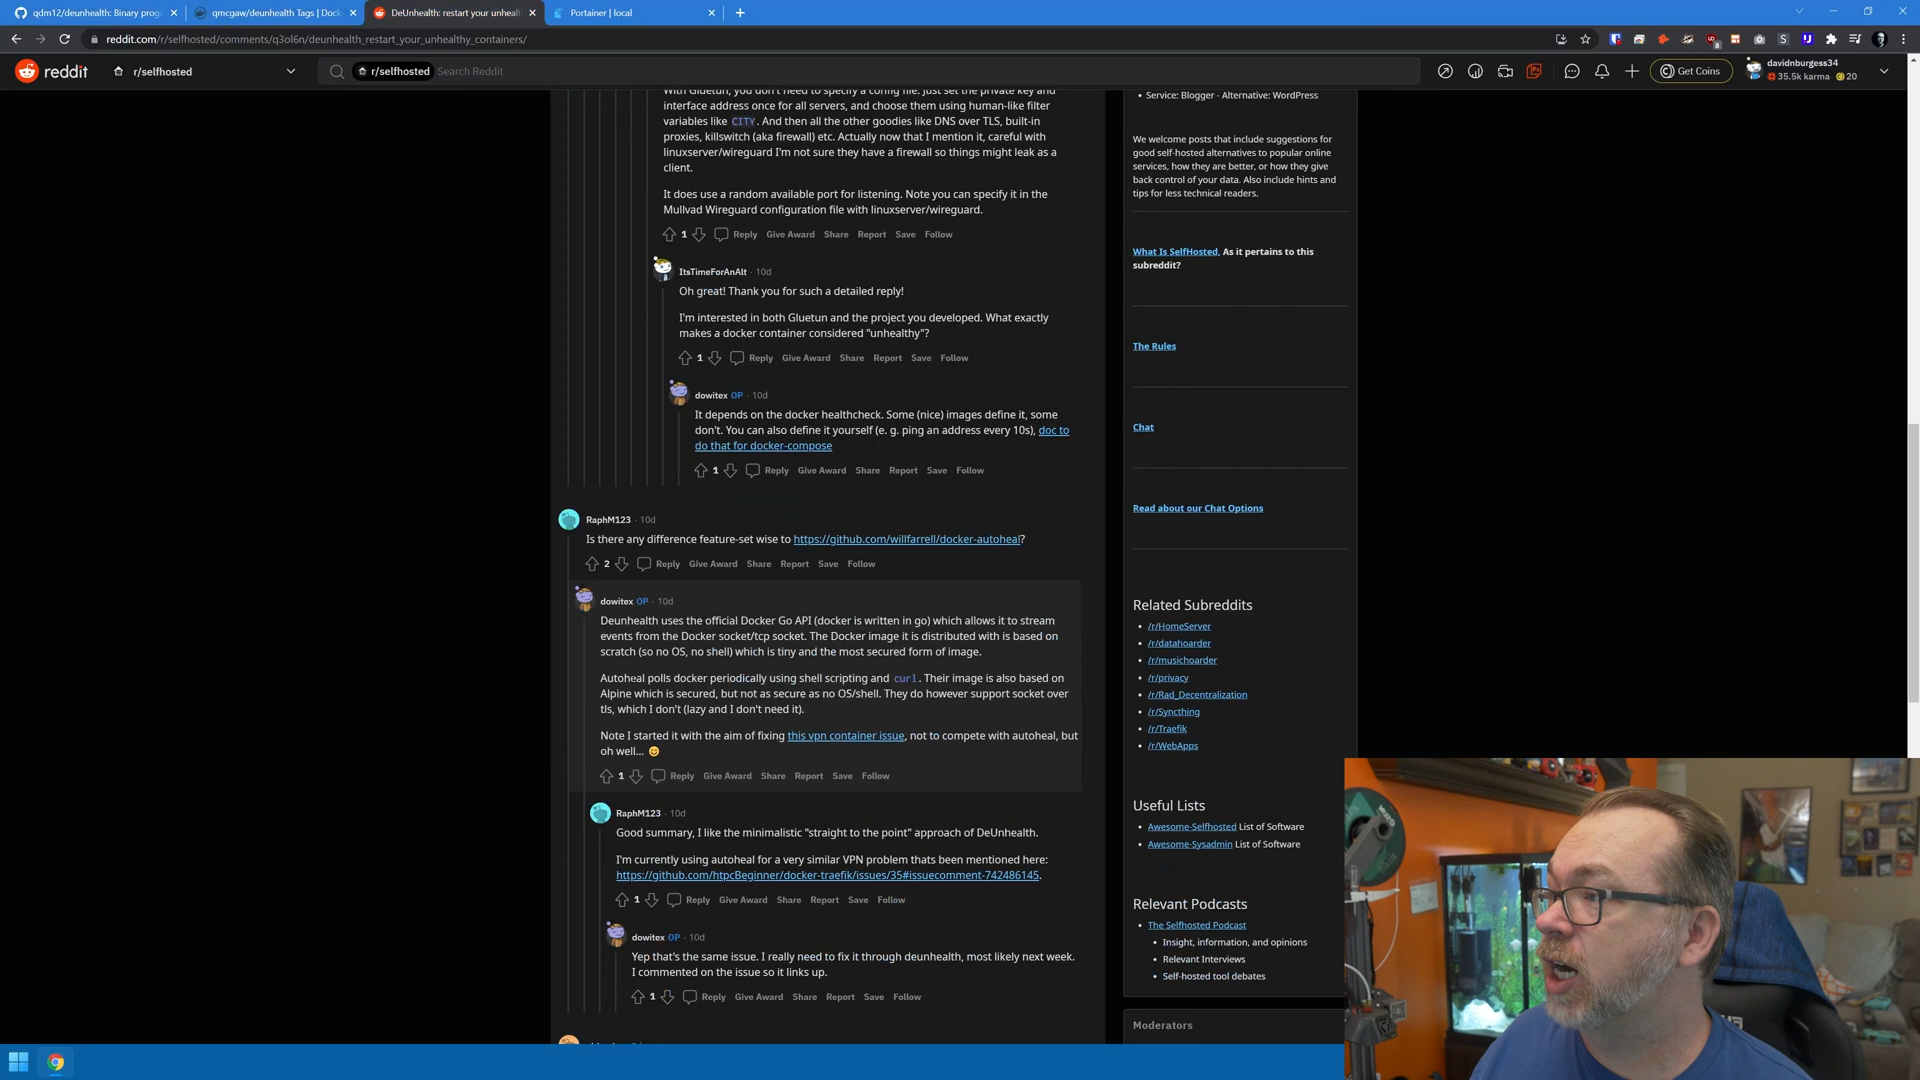 qdm12/deunhealth: Binary prog
qmcgaw/deunhealth Tags | Dock
DeUnhealth: restart your unhealt
Portainer | local
reddit.com/r/selfhosted/comments/q3ol6n/deunhealth_restart_your_unhealthy_containers/
reddit
r/selfhosted
r/selfhosted
Search Reddit
Get Coins
davidnburgess34
35.5k karma
20
With Gluetun, you don't need to specify a config file. Just set the private key and
interface address once for all servers, and choose them using human-like filter
variables like CITY. And then all the other goodies like DNS over TLS, built-in
proxies, killswitch (aka firewall) etc. Actually now that I mention it, careful with
linuxserver/wireguard I'm not sure they have a firewall so things might leak as a
client.
It does use a random available port for listening. Note you can specify it in the
Mullvad Wireguard configuration file with linuxserver/wireguard.
1 Reply Give Award Share Report Save Follow
ItsTimeForAnAlt · 10d
Oh great! Thank you for such a detailed reply!
I'm interested in both Gluetun and the project you developed. What exactly
makes a docker container considered "unhealthy"?
1 Reply Give Award Share Report Save Follow
dowitex OP · 10d
It depends on the docker healthcheck. Some (nice) images define it, some
don't. You can also define it yourself (e. g. ping an address every 10s), doc to
do that for docker-compose
1 Reply Give Award Share Report Save Follow
RaphM123 · 10d
Is there any difference feature-set wise to https://github.com/willfarrell/docker-autoheal?
2 Reply Give Award Share Report Save Follow
dowitex OP · 10d
Deunhealth uses the official Docker Go API (docker is written in go) which allows it to stream
events from the Docker socket/tcp socket. The Docker image it is distributed with is based on
scratch (so no OS, no shell) which is tiny and the most secured form of image.
Autoheal polls docker periodically using shell scripting and curl. Their image is also based on
Alpine which is secured, but not as secure as no OS/shell. They do however support socket over
tls, which I don't (lazy and I don't need it).
Note I started it with the aim of fixing this vpn container issue, not to compete with autoheal, but
oh well... 😄
1 Reply Give Award Share Report Save Follow
RaphM123 · 10d
Good summary, I like the minimalistic "straight to the point" approach of DeUnhealth.
I'm currently using autoheal for a very similar VPN problem thats been mentioned here:
https://github.com/htpcBeginner/docker-traefik/issues/35#issuecomment-742486145.
1 Reply Give Award Share Report Save Follow
dowitex OP · 10d
Yep that's the same issue. I really need to fix it through deunhealth, most likely next week.
I commented on the issue so it links up.
1 Reply Give Award Share Report Save Follow
• Service: Blogger - Alternative: WordPress
We welcome posts that include suggestions for
good self-hosted alternatives to popular online
services, how they are better, or how they give
back control of your data. Also include hints and
tips for less technical readers.
What Is SelfHosted, As it pertains to this
subreddit?
The Rules
Chat
Read about our Chat Options
Related Subreddits
• /r/HomeServer
• /r/datahoarder
• /r/musichoarder
• /r/privacy
• /r/Rad_Decentralization
• /r/Syncthing
• /r/Traefik
• /r/WebApps
Useful Lists
• Awesome-Selfhosted List of Software
• Awesome-Sysadmin List of Software
Relevant Podcasts
• The Selfhosted Podcast
• Insight, information, and opinions
• Relevant Interviews
• Self-hosted tool debates
Moderators